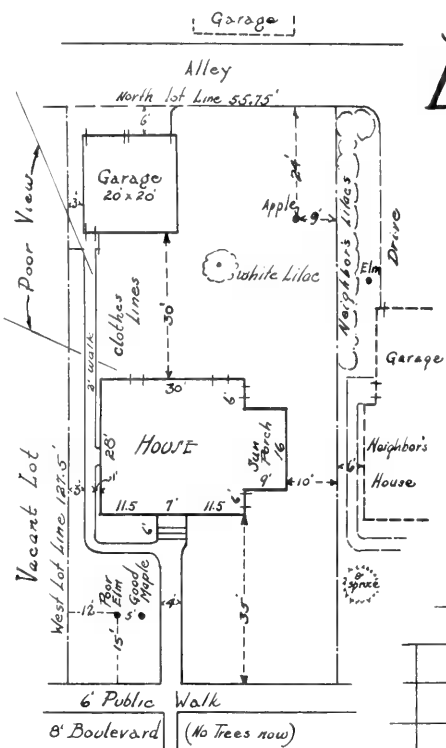 Garage
Alley
North lot Line 55.75'
6'
Garage
20' x 20'
3'
24'
Apple
9'
Poor View
Neighbor's Lilacs
Drive
Elm
White Lilac
Clothes Lines
30'
2' Walk
Garage
30
6'
HOUSE
28'
Sun Porch
16
9'
10'
6'
Neighbor's
House
3'
1'
11.5 7' 11.5
6'
6'
Vacant Lot
West Lot Line 127.5'
8'
spruce
12'
Poor Elm
5'
Good Maple
15'
4'
35'
6' Public Walk
8' Boulevard (No Trees now)